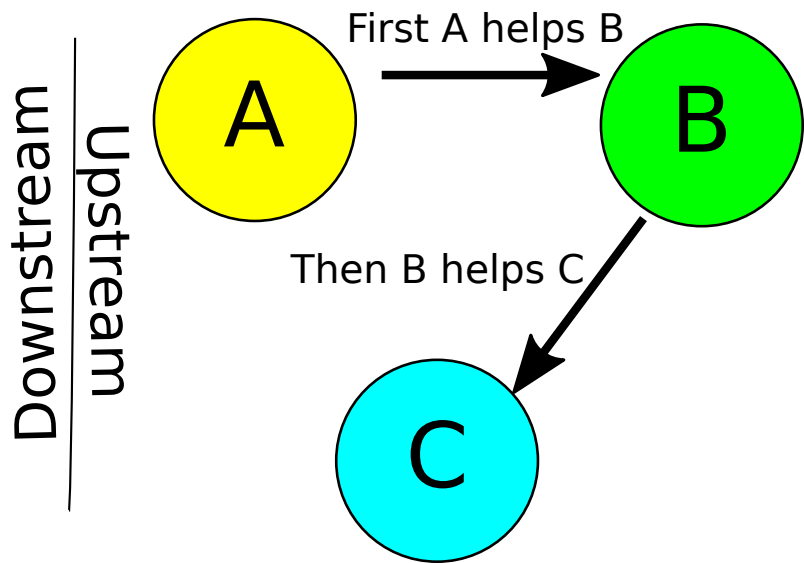 First A helps B
A
B
Downstream
Upstream
Then B helps C
C